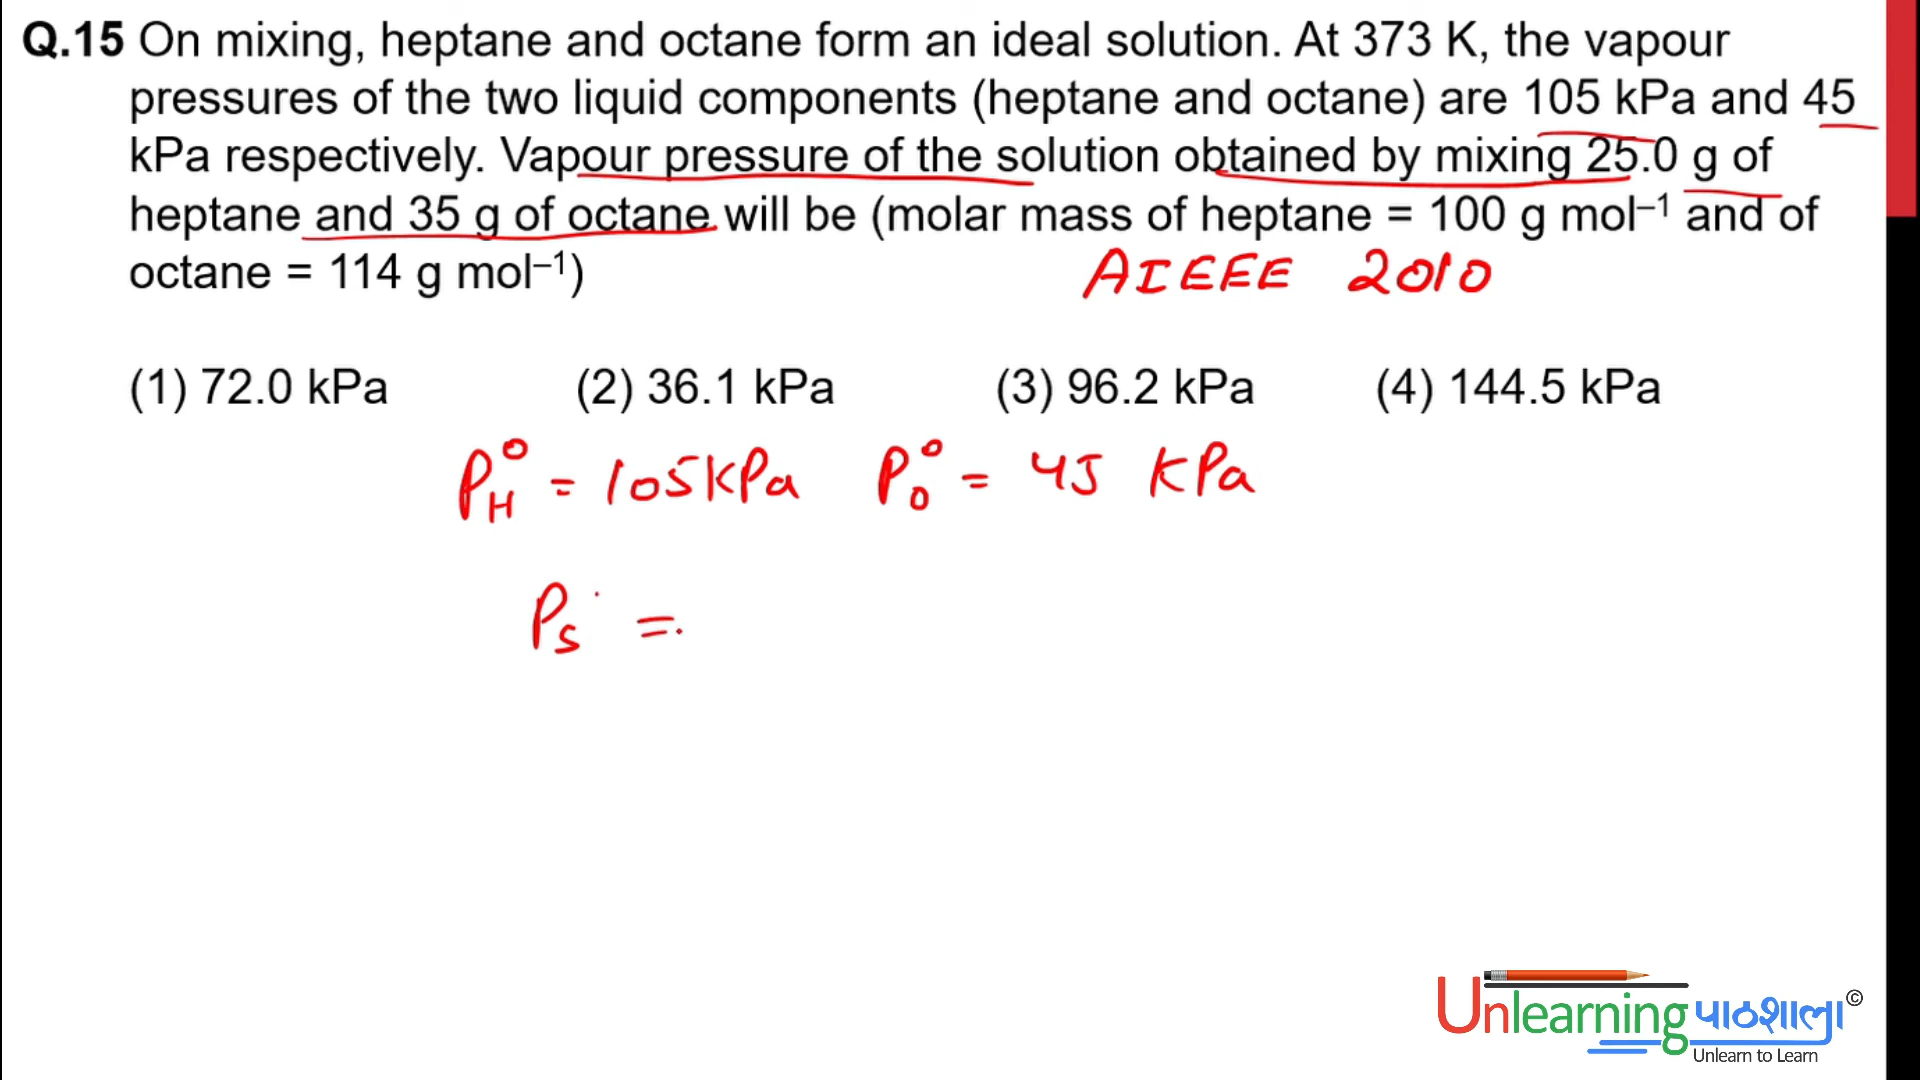 Q.15 On mixing, heptane and octane form an ideal solution. At 373 K, the vapour
pressures of the two liquid components (heptane and octane) are 105 kPa and 45
kPa respectively. Vapour pressure of the solution obtained by mixing 25.0 g of
heptane and 35 g of octane will be (molar mass of heptane = 100 g mol⁻¹ and of
octane = 114 g mol⁻¹)
AIEEE 2010
(1) 72.0 kPa (2) 36.1 kPa (3) 96.2 kPa (4) 144.5 kPa
P°H = 105 kPa P°O = 45 kPa
Ps =
Unlearning पाठशाला ©
Unlearn to Learn